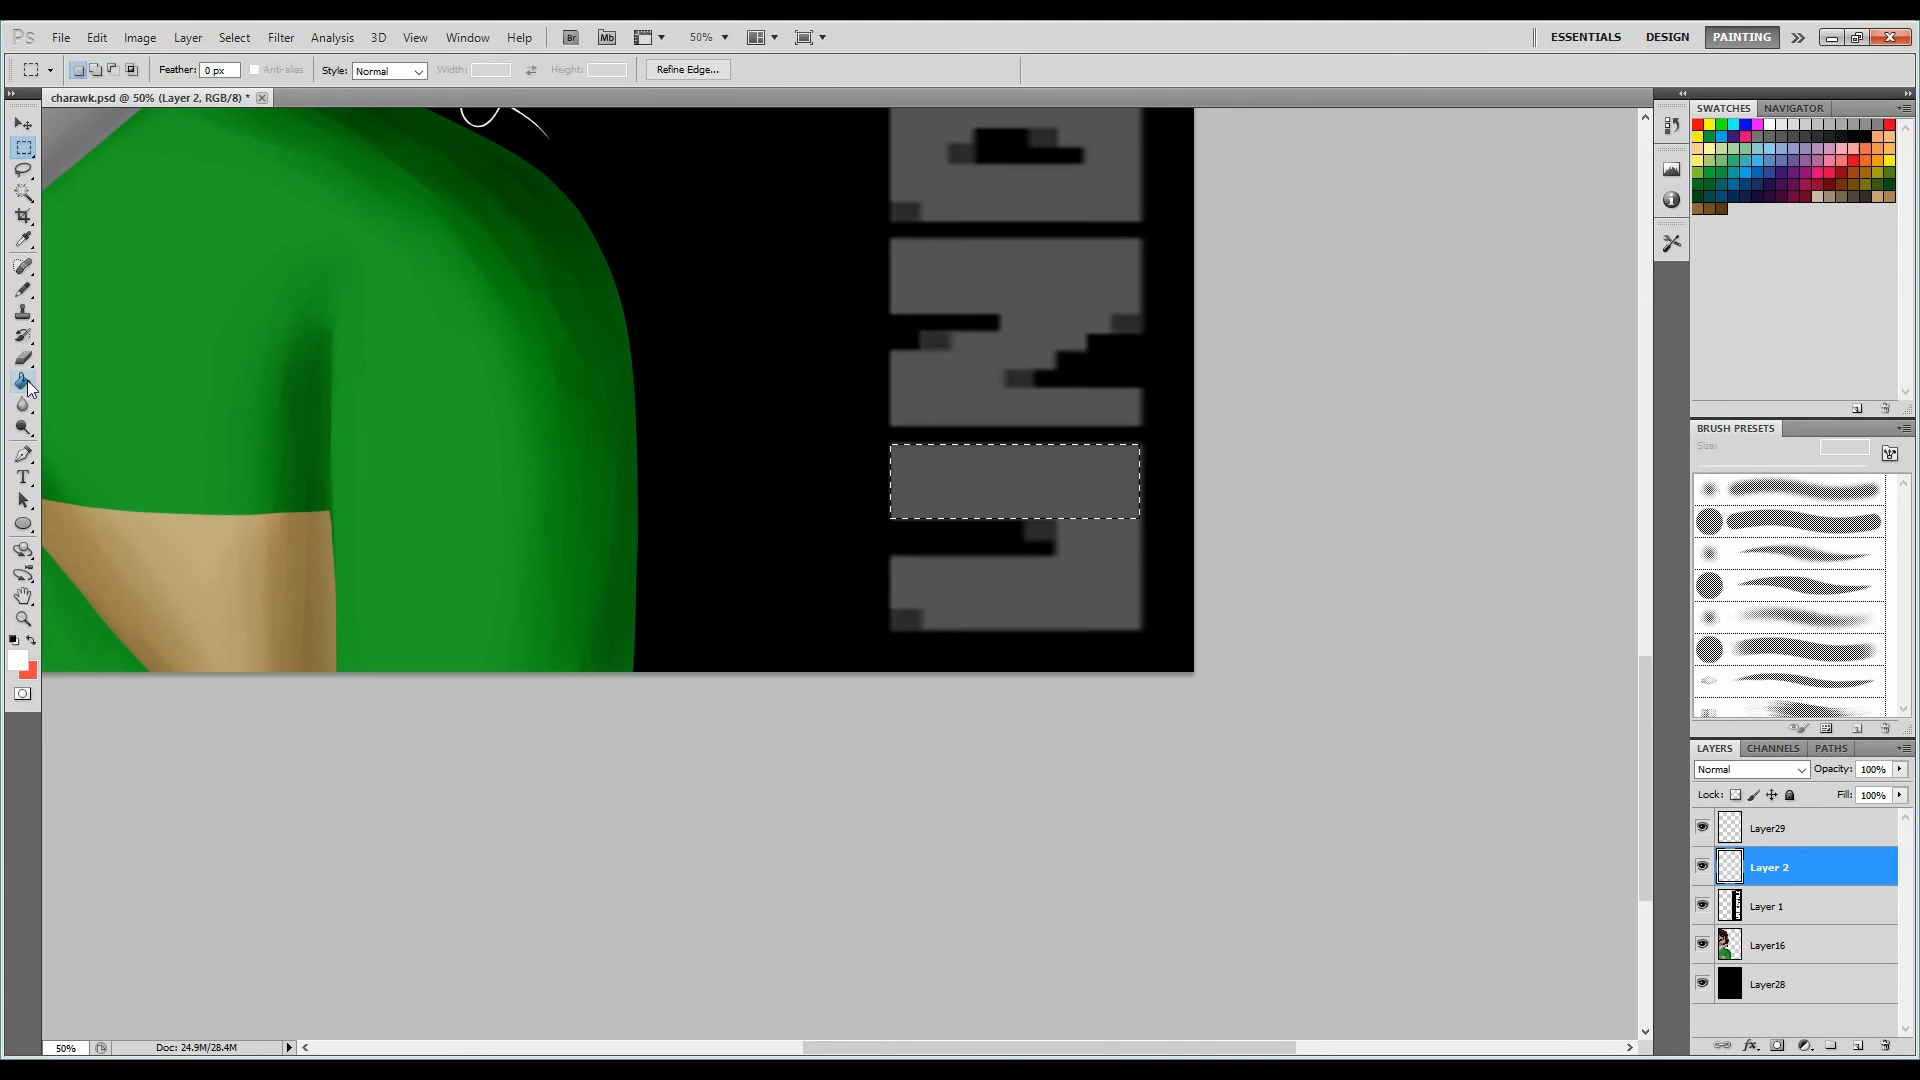 Ps File Edit Image Layer Select Filter Analysis 3D View Window Help Br Mb 50% ESSENTIALS DESIGN PAINTING
Feather: 0 px Anti-alias Style: Normal Width: Height: Refine Edge...
charawk.psd @ 50% (Layer 2, RGB/8) *
SWATCHES NAVIGATOR
BRUSH PRESETS
Size:
LAYERS CHANNELS PATHS
Normal Opacity: 100%
Lock: Fill: 100%
Layer29
Layer 2
Layer 1
Layer16
Layer28
50% Doc: 24.9M/28.4M